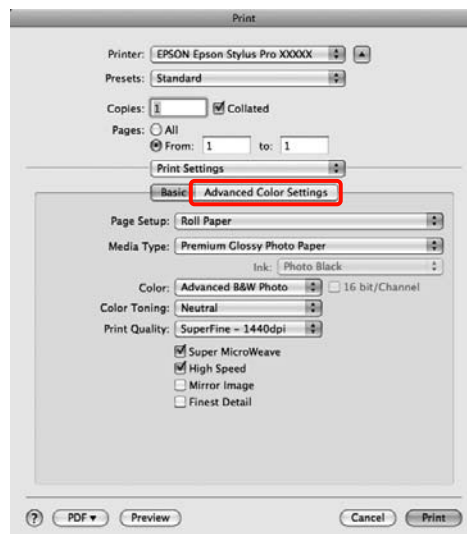 Print
Printer: EPSON Epson Stylus Pro XXXXX
Presets: Standard
Copies: 1 Collated
Pages: All
From: 1 to: 1
Print Settings
Basic Advanced Color Settings
Page Setup: Roll Paper
Media Type: Premium Glossy Photo Paper
Ink: Photo Black
Color: Advanced B&W Photo 16 bit/Channel
Color Toning: Neutral
Print Quality: SuperFine - 1440dpi
Super MicroWeave
High Speed
Mirror Image
Finest Detail
? PDF Preview Cancel Print